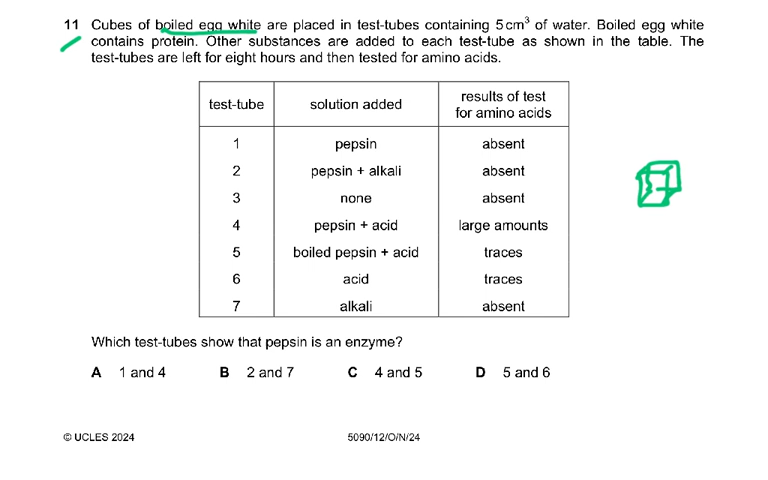 11 Cubes of boiled egg white are placed in test-tubes containing 5 cm³ of water. Boiled egg white
contains protein. Other substances are added to each test-tube as shown in the table. The
test-tubes are left for eight hours and then tested for amino acids.
test-tube solution added results of test for amino acids
1 pepsin absent
2 pepsin + alkali absent
3 none absent
4 pepsin + acid large amounts
5 boiled pepsin + acid traces
6 acid traces
7 alkali absent
Which test-tubes show that pepsin is an enzyme?
A 1 and 4 B 2 and 7 C 4 and 5 D 5 and 6
© UCLES 2024 5090/12/O/N/24